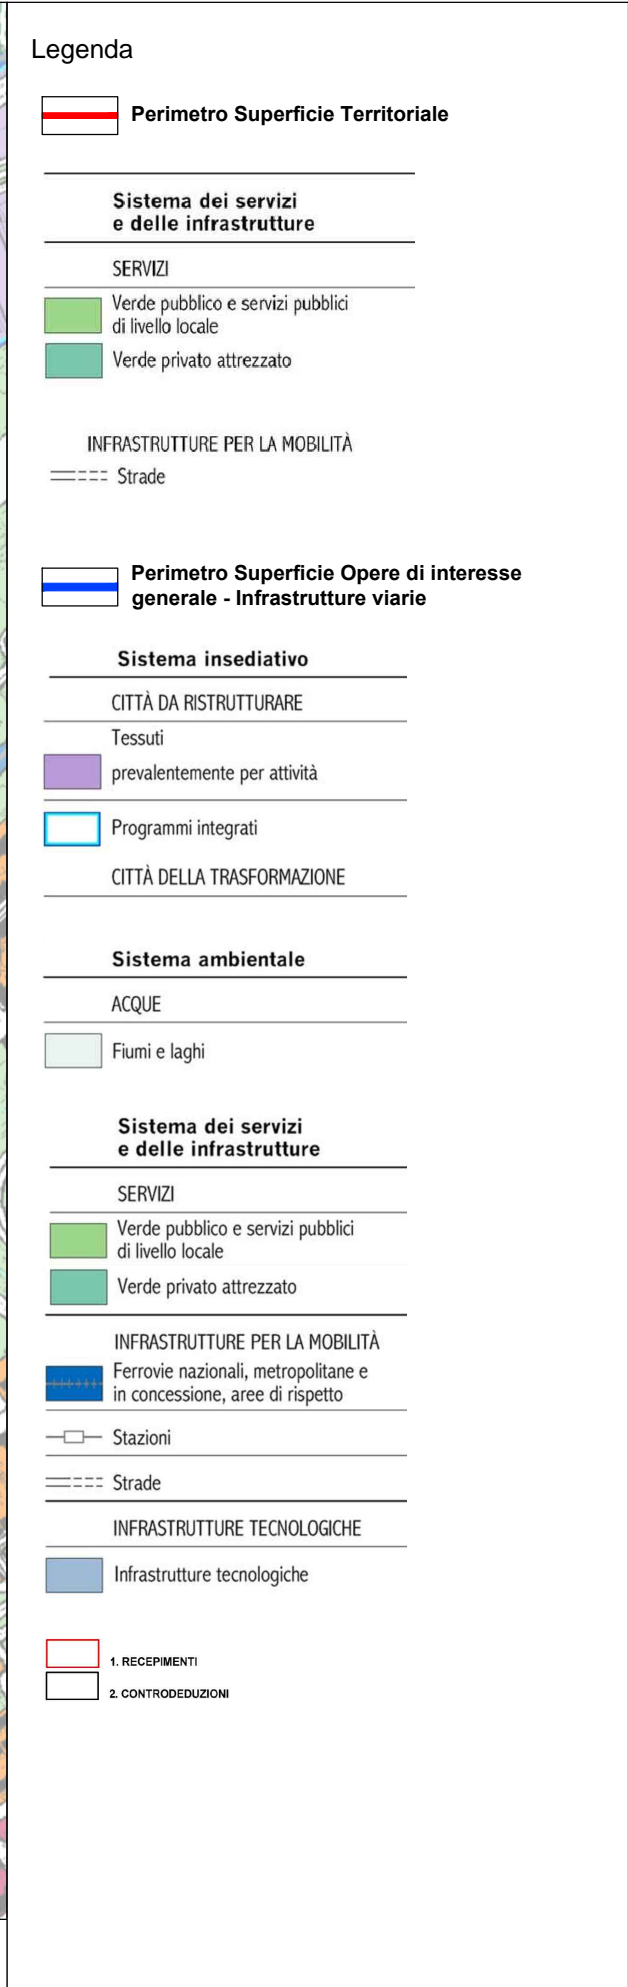 Legenda
Perimetro Superficie Territoriale
Sistema dei servizi
e delle infrastrutture
SERVIZI
Verde pubblico e servizi pubblici
di livello locale
Verde privato attrezzato
INFRASTRUTTURE PER LA MOBILITÀ
Strade
Perimetro Superficie Opere di interesse
generale - Infrastrutture viarie
Sistema insediativo
CITTÀ DA RISTRUTTURARE
Tessuti
prevalentemente per attività
Programmi integrati
CITTÀ DELLA TRASFORMAZIONE
Sistema ambientale
ACQUE
Fiumi e laghi
Sistema dei servizi
e delle infrastrutture
SERVIZI
Verde pubblico e servizi pubblici
di livello locale
Verde privato attrezzato
INFRASTRUTTURE PER LA MOBILITÀ
Ferrovie nazionali, metropolitane e
in concessione, aree di rispetto
Stazioni
Strade
INFRASTRUTTURE TECNOLOGICHE
Infrastrutture tecnologiche
1. RECEPIMENTI
2. CONTRODEDUZIONI